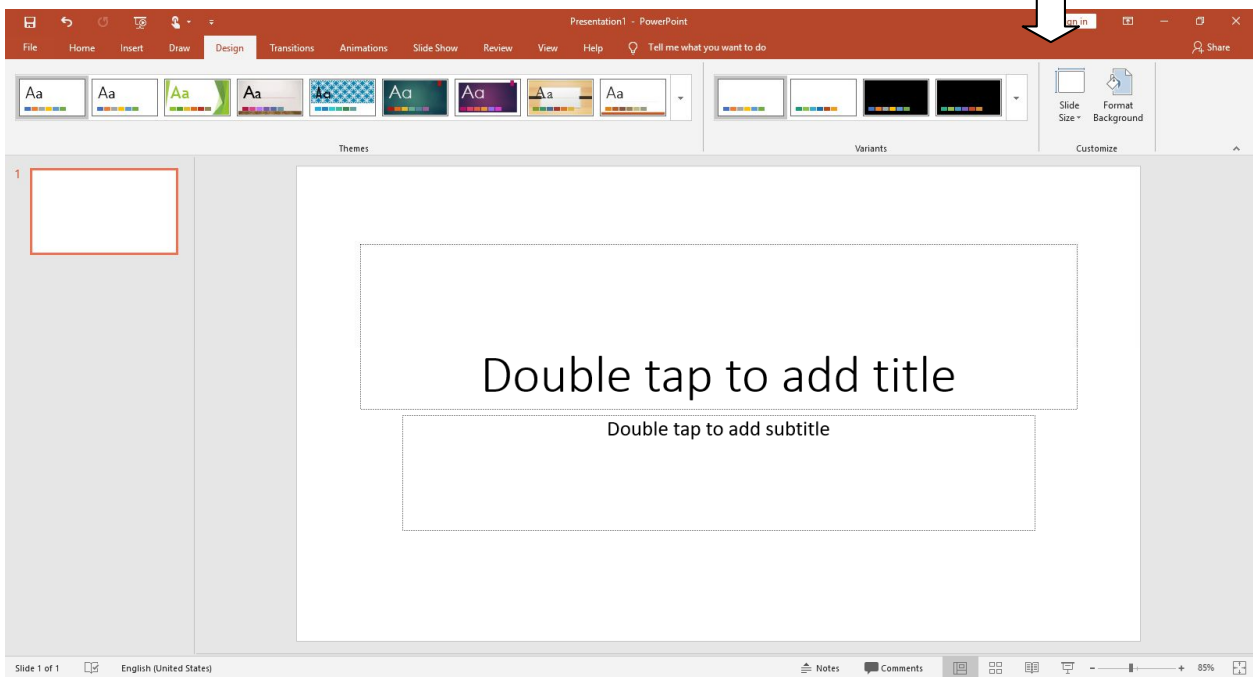 Presentation1 - PowerPoint
File Home Insert Draw Design Transitions Animations Slide Show Review View Help Tell me what you want to do Share
Aa Aa Aa Aa Aa Aa Aa Aa Aa
Slide Size Format Background
Themes Variants Customize
1
Double tap to add title
Double tap to add subtitle
Slide 1 of 1 English (United States) Notes Comments - + 85%